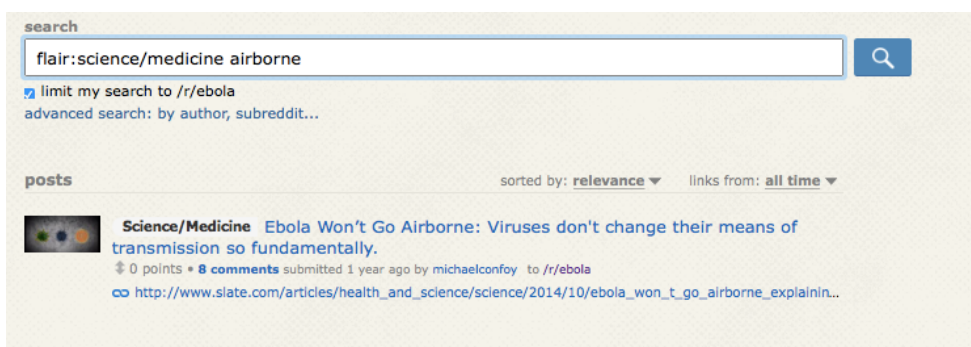 search
flair:science/medicine airborne
limit my search to /r/ebola
advanced search: by author, subreddit...
posts sorted by: relevance links from: all time
Science/Medicine Ebola Won't Go Airborne: Viruses don't change their means of
transmission so fundamentally.
0 points • 8 comments submitted 1 year ago by michaelconfoy to /r/ebola
http://www.slate.com/articles/health_and_science/science/2014/10/ebola_won_t_go_airborne_explainin...